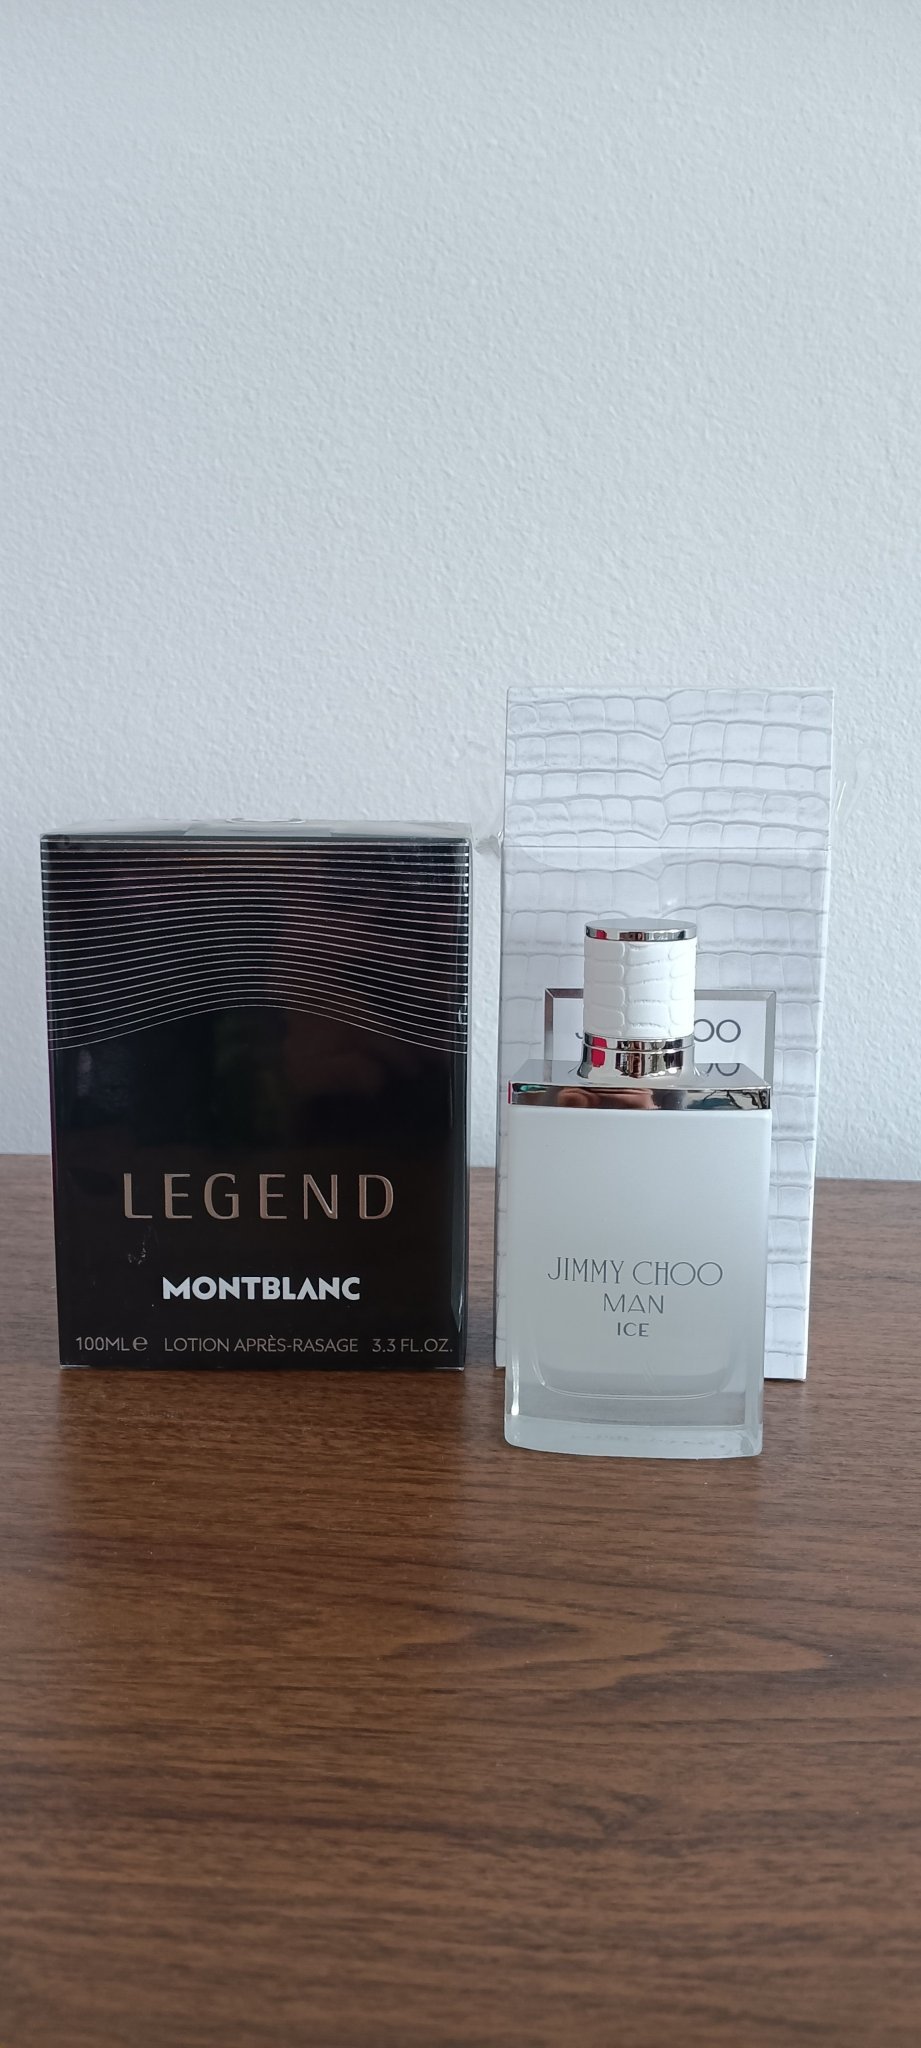 LEGEND
MONTBLANC
100ML e LOTION APRÈS-RASAGE 3.3 FL.OZ.
JIMMY CHOO
MAN
ICE